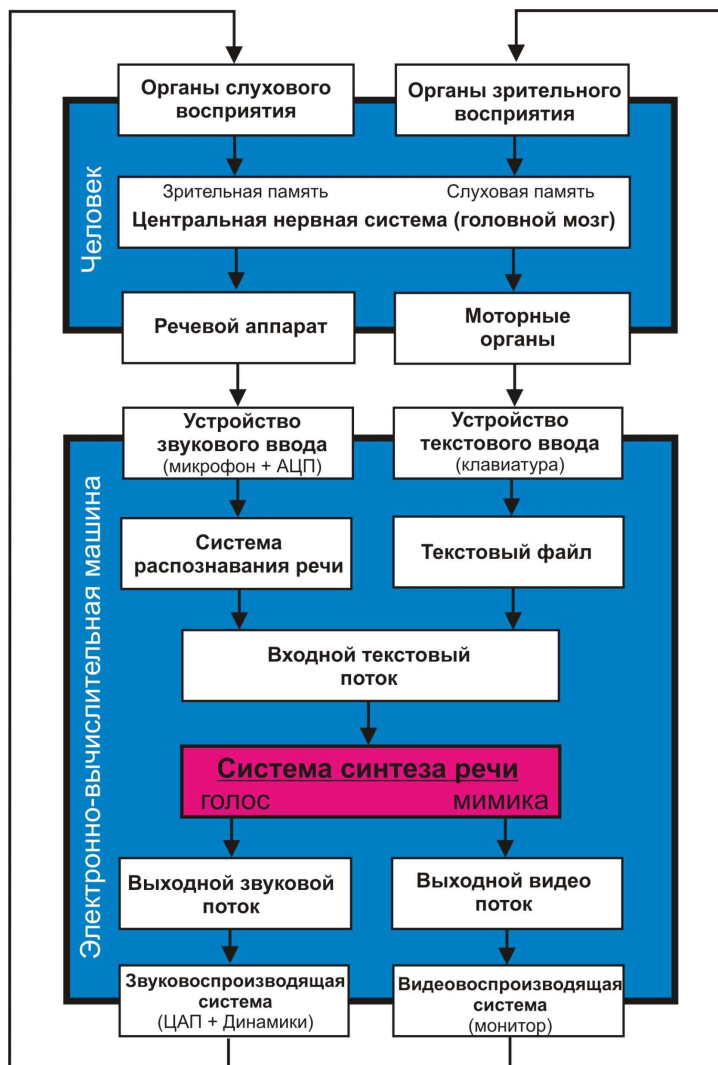 Органы слухового
восприятия
Органы зрительного
восприятия
Человек
Зрительная память
Слуховая память
Центральная нервная система (головной мозг)
Речевой аппарат
Моторные
органы
Электронно-вычислительная машина
Устройство
звукового ввода
(микрофон + АЦП)
Устройство
текстового ввода
(клавиатура)
Система
распознавания речи
Текстовый файл
Входной текстовый
поток
Система синтеза речи
голос
мимика
Выходной звуковой
поток
Выходной видео
поток
Звуковоспроизводящая
система
(ЦАП + Динамики)
Видеовоспроизводящая
система
(монитор)